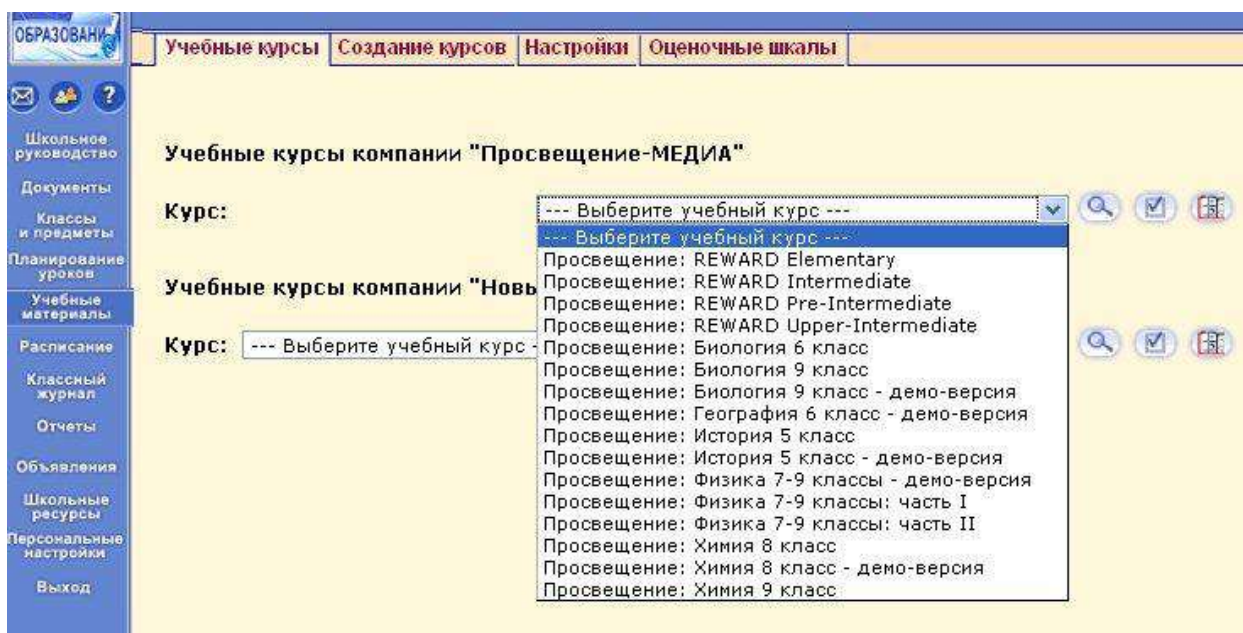 Учебные курсы Создание курсов Настройки Оценочные шкалы
?
Школьное
руководство
Документы
Классы
и предметы
Планирование
уроков
Учебные
материалы
Расписание
Классный
журнал
Отчеты
Объявления
Школьные
ресурсы
Персональные
настройки
Выход
Учебные курсы компании "Просвещение-МЕДИА"
Курс: --- Выберите учебный курс ---
--- Выберите учебный курс ---
Просвещение: REWARD Elementary
Просвещение: REWARD Intermediate
Просвещение: REWARD Pre-Intermediate
Просвещение: REWARD Upper-Intermediate
Просвещение: Биология 6 класс
Просвещение: Биология 9 класс
Просвещение: Биология 9 класс - демо-версия
Просвещение: География 6 класс - демо-версия
Просвещение: История 5 класс
Просвещение: История 5 класс - демо-версия
Просвещение: Физика 7-9 классы - демо-версия
Просвещение: Физика 7-9 классы: часть I
Просвещение: Физика 7-9 классы: часть II
Просвещение: Химия 8 класс
Просвещение: Химия 8 класс - демо-версия
Просвещение: Химия 9 класс
Учебные курсы компании "Новы
Курс: --- Выберите учебный курс -